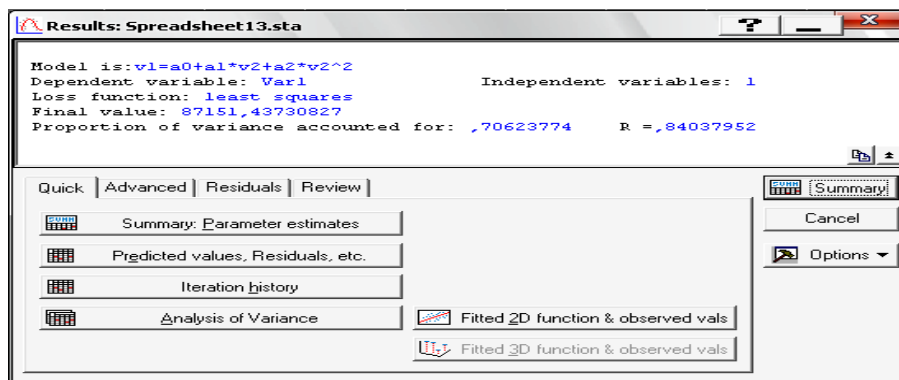 Results: Spreadsheet13.sta
Model is:v1=a0+a1*v2+a2*v2^2
Dependent variable: Var1 Independent variables: 1
Loss function: least squares
Final value: 87151,43730827
Proportion of variance accounted for: ,70623774 R =,84037952
Quick Advanced Residuals Review
Summary
Summary: Parameter estimates
Cancel
Predicted values, Residuals, etc.
Options
Iteration history
Analysis of Variance
Fitted 2D function & observed vals
Fitted 3D function & observed vals